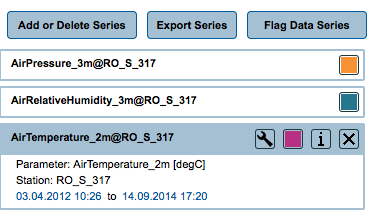 Add or Delete Series Export Series Flag Data Series
AirPressure_3m@RO_S_317
AirRelativeHumidity_3m@RO_S_317
AirTemperature_2m@RO_S_317
Parameter: AirTemperature_2m [degC]
Station: RO_S_317
03.04.2012 10:26 to 14.09.2014 17:20